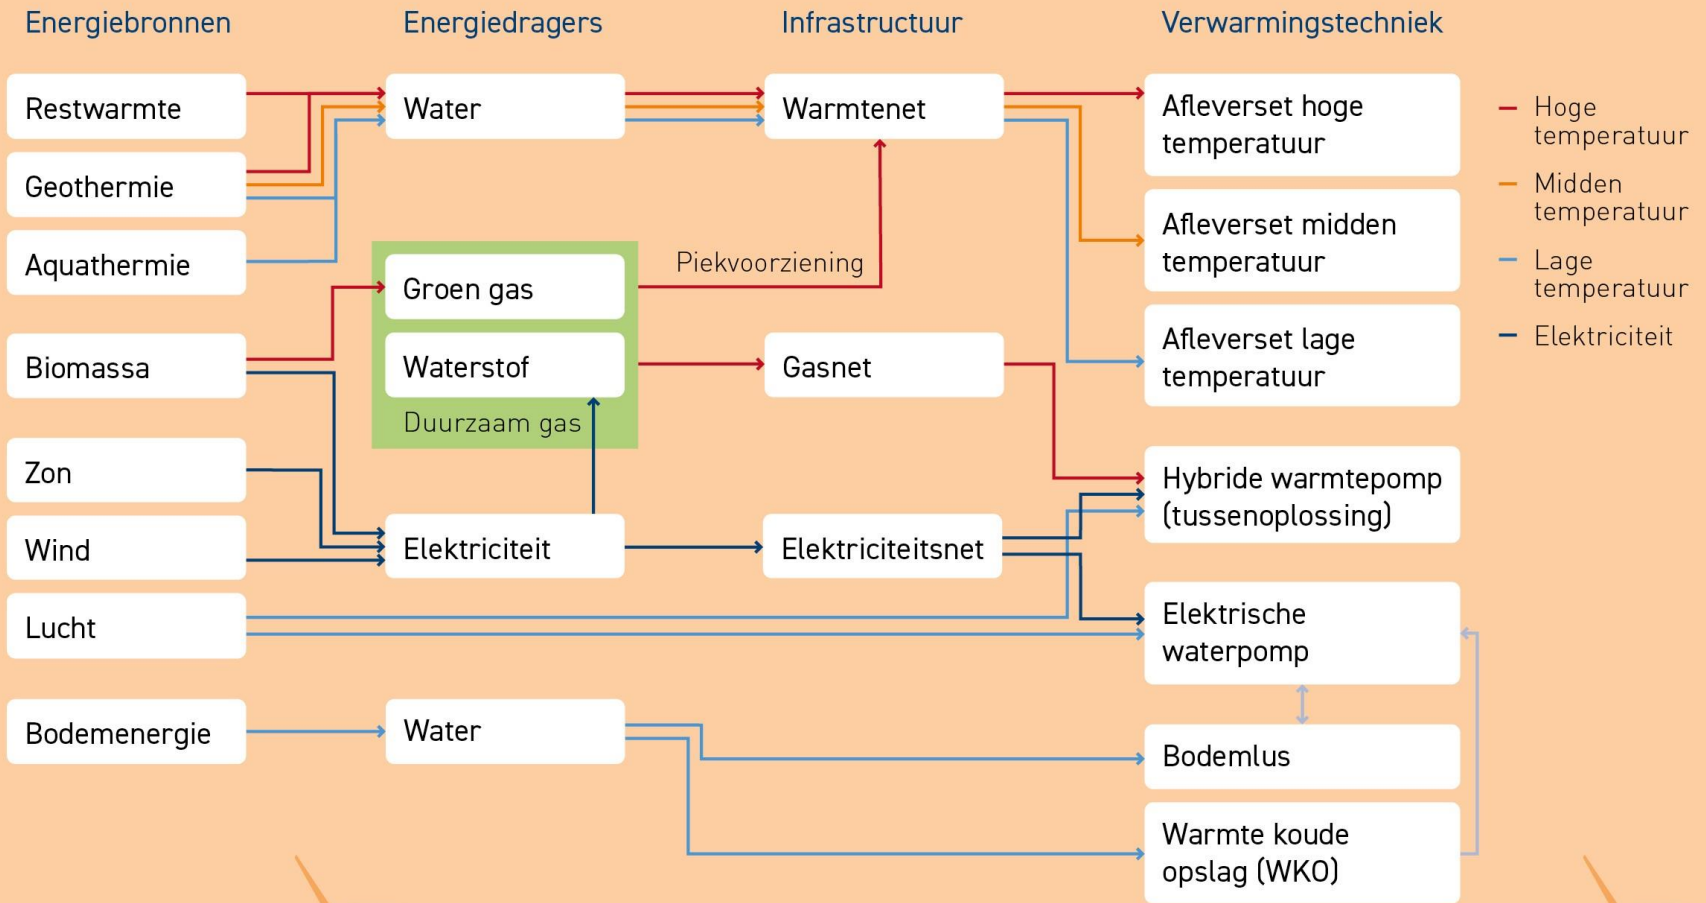 Energiebronnen
Energiedragers
Infrastructuur
Verwarmingstechniek
Restwarmte
Geothermie
Aquathermie
Biomassa
Zon
Wind
Lucht
Bodemenergie
Water
Groen gas
Waterstof
Duurzaam gas
Elektriciteit
Water
Piekvoorziening
Warmtenet
Gasnet
Elektriciteitsnet
Afleverset hoge
temperatuur
Afleverset midden
temperatuur
Afleverset lage
temperatuur
Hybride warmtepomp
(tussenoplossing)
Elektrische
waterpomp
Bodemlus
Warmte koude
opslag (WKO)
Hoge
temperatuur
Midden
temperatuur
Lage
temperatuur
Elektriciteit